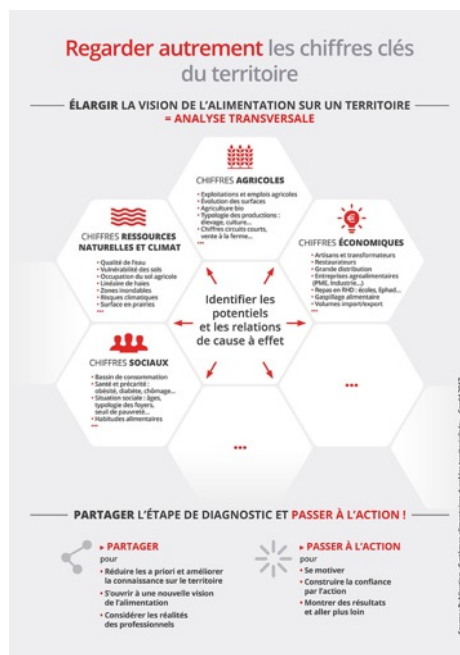 Regarder autrement les chiffres clés
du territoire
ÉLARGIR LA VISION DE L'ALIMENTATION SUR UN TERRITOIRE
= ANALYSE TRANSVERSALE
CHIFFRES AGRICOLES
• Exploitations et emplois agricoles
• Évolution des surfaces
• Agriculture bio
• Typologie des productions :
élevage, culture...
• Chiffres circuits courts,
vente à la ferme...
•••
CHIFFRES RESSOURCES
NATURELLES ET CLIMAT
• Qualité de l'eau
• Vulnérabilité des sols
• Occupation du sol agricole
• Linéaire de haies
• Zones inondables
• Risques climatiques
• Surface en prairies
•••
CHIFFRES ÉCONOMIQUES
• Artisans et transformateurs
• Restaurateurs
• Grande distribution
• Entreprises agroalimentaires
(PME, Industrie...)
• Repas en RHD : écoles, Ephad...
• Gaspillage alimentaire
• Volumes import/export
•••
Identifier les
potentiels
et les relations
de cause à effet
CHIFFRES SOCIAUX
• Bassin de consommation
• Santé et précarité :
obésité, diabète, chômage...
• Situation sociale : âges,
typologie des foyers,
seuil de pauvreté...
• Habitudes alimentaires
•••
•••
•••
PARTAGER L'ÉTAPE DE DIAGNOSTIC ET PASSER À L'ACTION !
▸ PARTAGER
pour
• Réduire les a priori et améliorer
la connaissance sur le territoire
• S'ouvrir à une nouvelle vision
de l'alimentation
• Considérer les réalités
des professionnels
▸ PASSER À L'ACTION
pour
• Se motiver
• Construire la confiance
par l'action
• Montrer des résultats
et aller plus loin